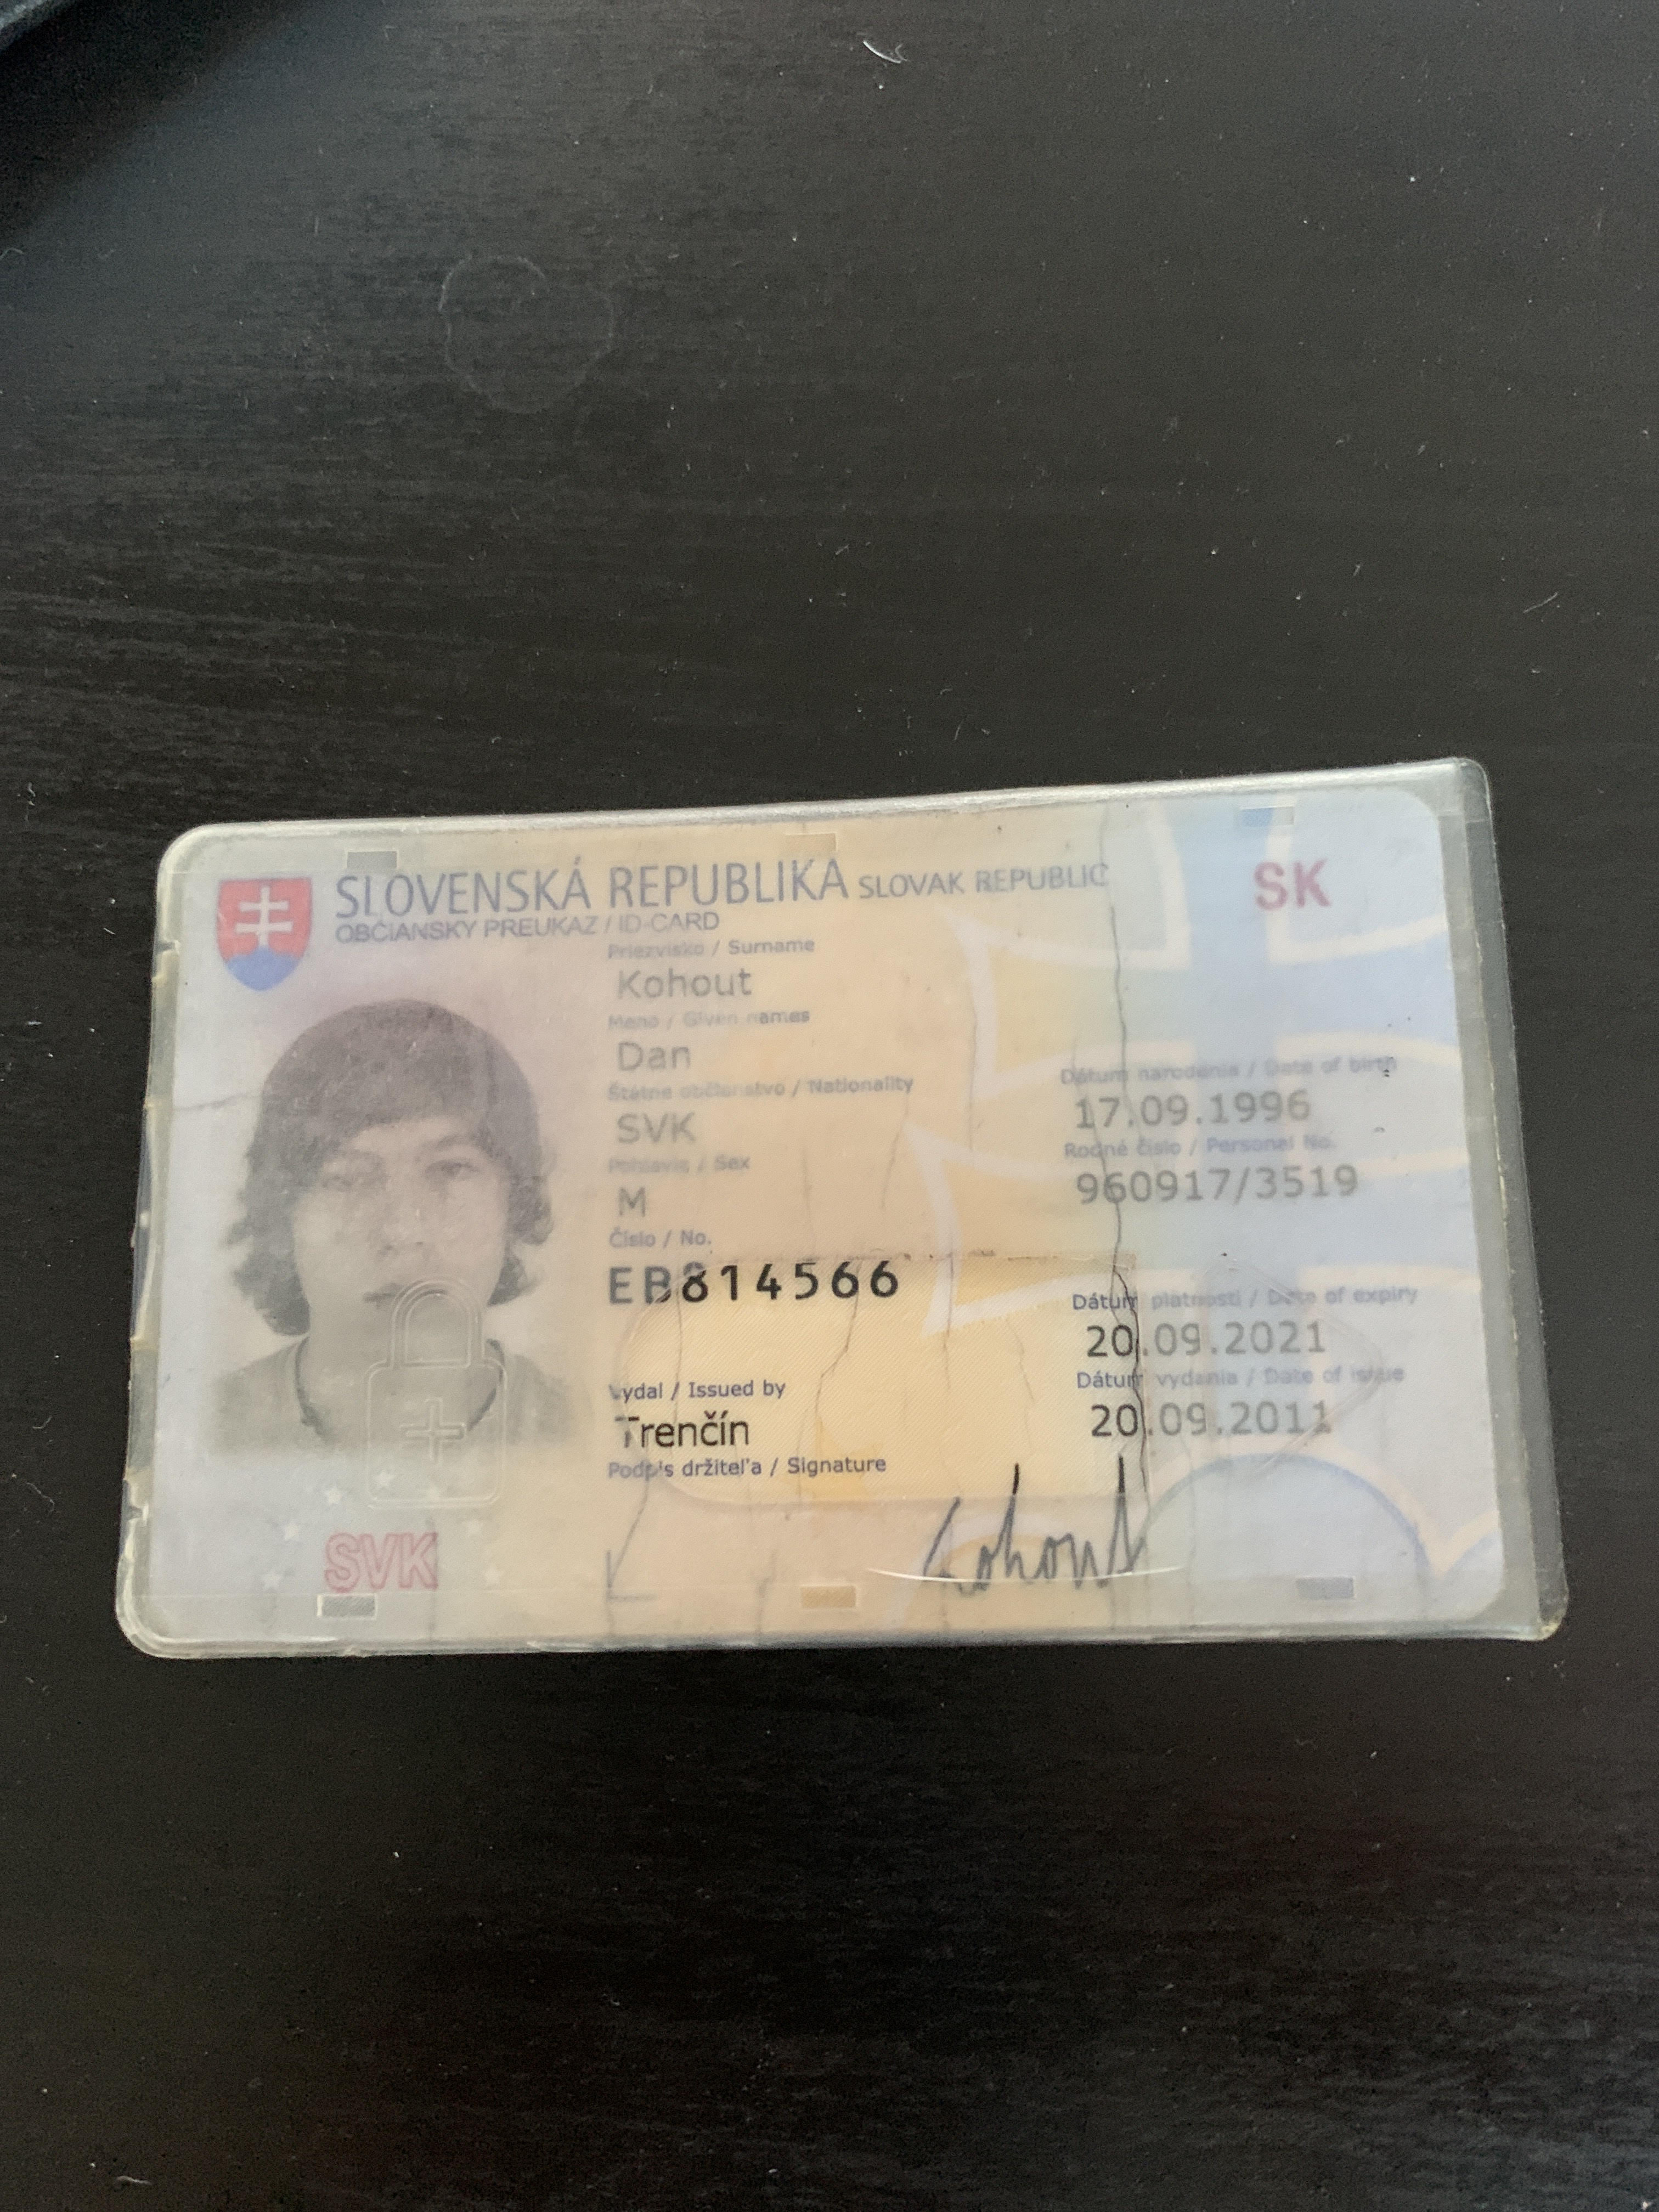 SLOVENSKÁ REPUBLIKA SLOVAK REPUBLIC
SK
OBČIANSKY PREUKAZ / ID-CARD
Priezvisko / Surname
Kohout
Meno / Given names
Dan
Štátne občianstvo / Nationality
SVK
Pohlavie / Sex
M
Číslo / No.
EB814566
Vydal / Issued by
Trenčín
Podpis držiteľa / Signature
Kohout
Dátum narodenia / Date of birth
17.09.1996
Rodné číslo / Personal No.
960917/3519
Dátum platnosti / Date of expiry
20.09.2021
Dátum vydania / Date of issue
20.09.2011
SVK